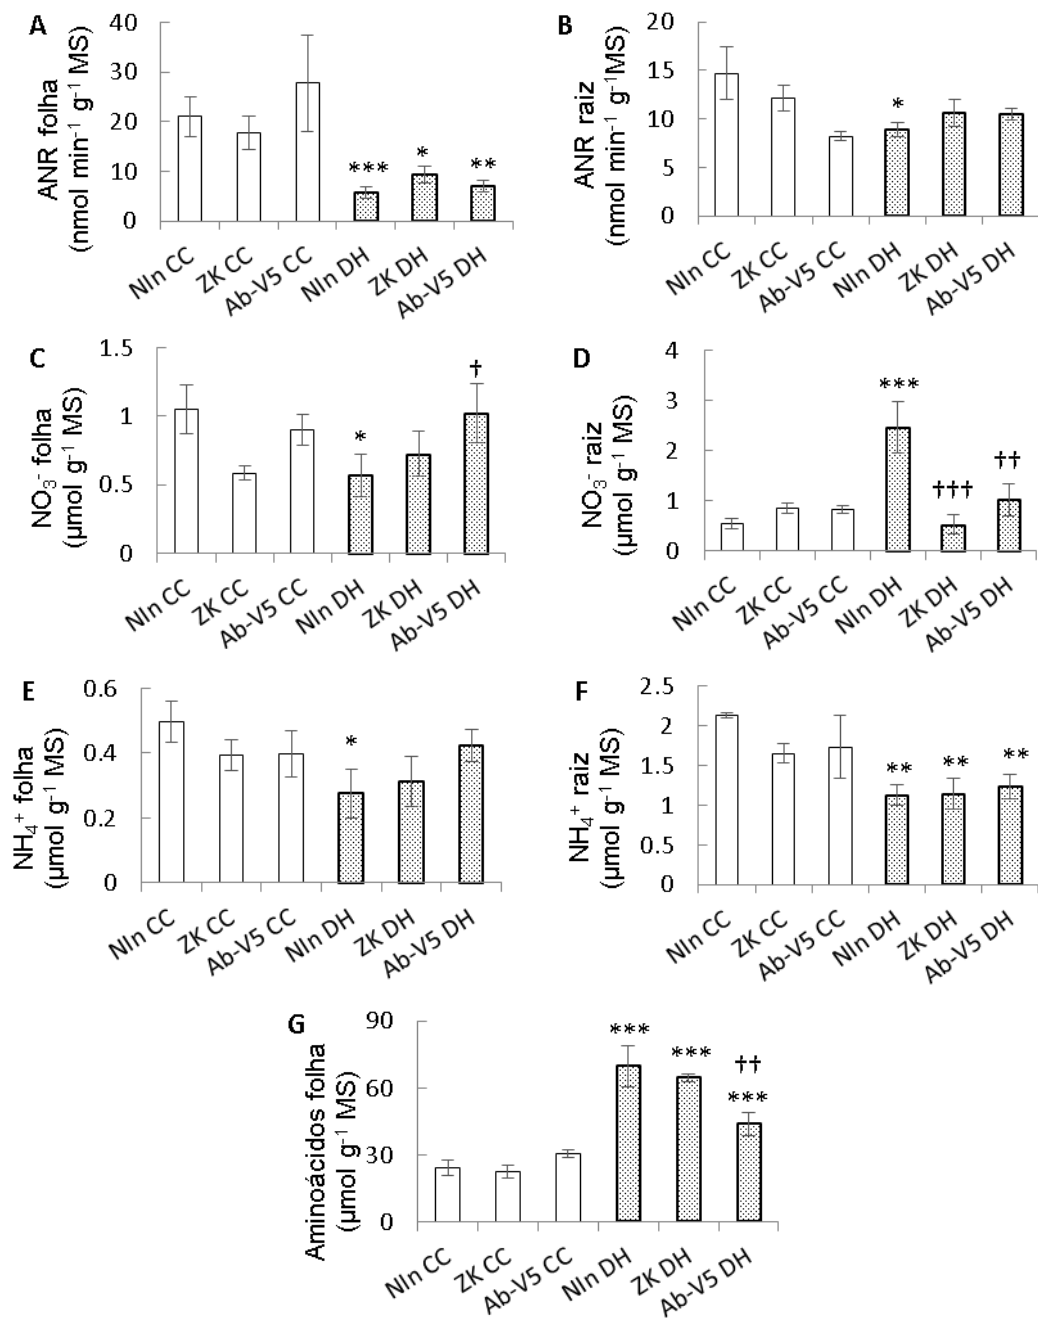 A
ANR folha
(nmol min⁻¹ g⁻¹ MS)
40
30
20
10
0
***
*
**
NIn CC
ZK CC
Ab-V5 CC
NIn DH
ZK DH
Ab-V5 DH
B
ANR raiz
(nmol min⁻¹ g⁻¹MS)
20
15
10
5
0
*
NIn CC
ZK CC
Ab-V5 CC
NIn DH
ZK DH
Ab-V5 DH
C
NO₃⁻ folha
(µmol g⁻¹ MS)
1.5
1
0.5
0
*
†
NIn CC
ZK CC
Ab-V5 CC
NIn DH
ZK DH
Ab-V5 DH
D
NO₃⁻ raiz
(µmol g⁻¹ MS)
4
3
2
1
0
***
†††
††
NIn CC
ZK CC
Ab-V5 CC
NIn DH
ZK DH
Ab-V5 DH
E
NH₄⁺ folha
(µmol g⁻¹ MS)
0.6
0.4
0.2
0
*
NIn CC
ZK CC
Ab-V5 CC
NIn DH
ZK DH
Ab-V5 DH
F
NH₄⁺ raiz
(µmol g⁻¹ MS)
2.5
2
1.5
1
0.5
0
**
**
**
NIn CC
ZK CC
Ab-V5 CC
NIn DH
ZK DH
Ab-V5 DH
G
Aminoácidos folha
(µmol g⁻¹ MS)
90
60
30
0
***
***
††
***
NIn CC
ZK CC
Ab-V5 CC
NIn DH
ZK DH
Ab-V5 DH